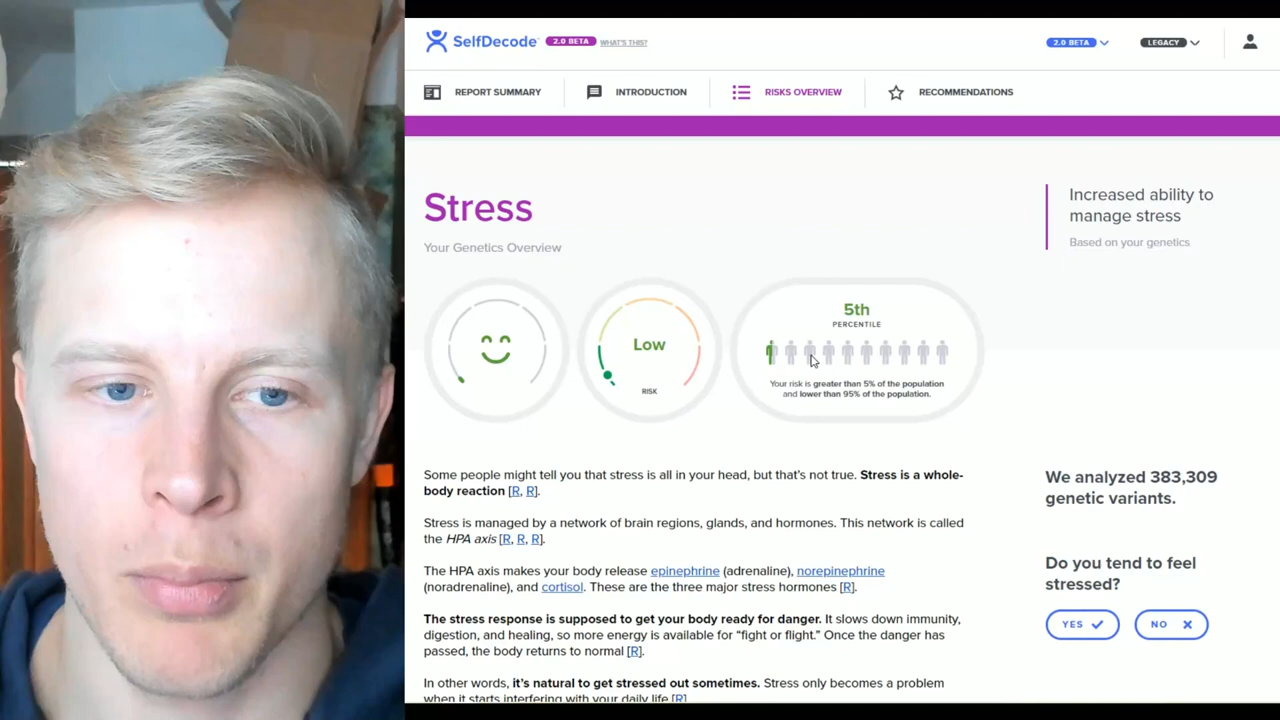 SelfDecode 2.0 BETA WHAT'S THIS?
2.0 BETA LEGACY
REPORT SUMMARY INTRODUCTION RISKS OVERVIEW RECOMMENDATIONS
Stress
Your Genetics Overview
Increased ability to
manage stress
Based on your genetics
Low
RISK
5th
PERCENTILE
Your risk is greater than 5% of the population
and lower than 95% of the population.
Some people might tell you that stress is all in your head, but that's not true. Stress is a whole-
body reaction [R, R].
Stress is managed by a network of brain regions, glands, and hormones. This network is called
the HPA axis [R, R, R].
The HPA axis makes your body release epinephrine (adrenaline), norepinephrine
(noradrenaline), and cortisol. These are the three major stress hormones [R].
The stress response is supposed to get your body ready for danger. It slows down immunity,
digestion, and healing, so more energy is available for "fight or flight." Once the danger has
passed, the body returns to normal [R].
In other words, it's natural to get stressed out sometimes. Stress only becomes a problem
when it starts interfering with your daily life [R]
We analyzed 383,309
genetic variants.
Do you tend to feel
stressed?
YES NO